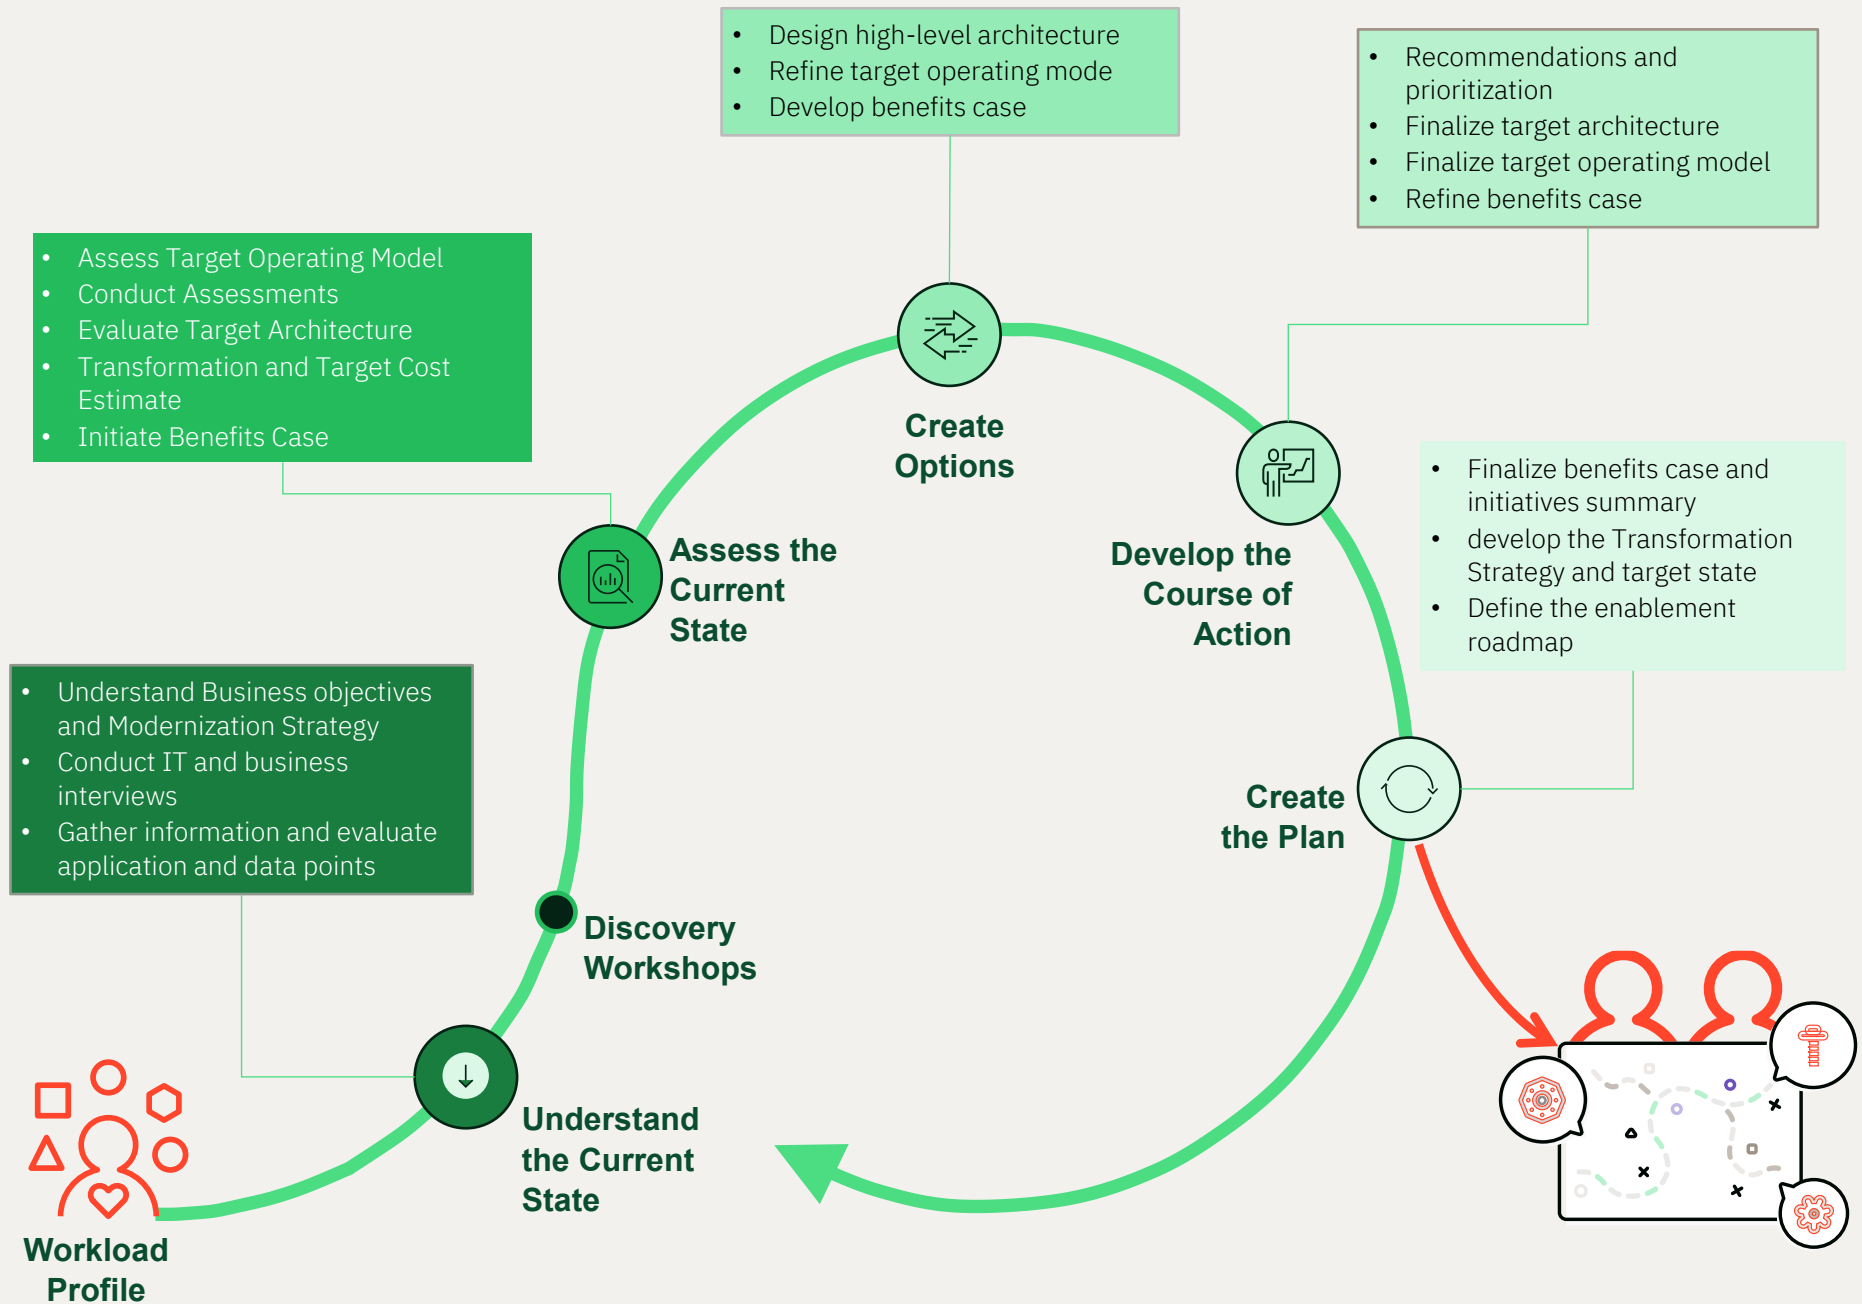 • Design high-level architecture
• Refine target operating mode
• Develop benefits case
• Recommendations and
prioritization
• Finalize target architecture
• Finalize target operating model
• Refine benefits case
• Assess Target Operating Model
• Conduct Assessments
• Evaluate Target Architecture
• Transformation and Target Cost
Estimate
• Initiate Benefits Case
Create
Options
• Finalize benefits case and
initiatives summary
• develop the Transformation
Strategy and target state
• Define the enablement
roadmap
Assess the
Current
State
Develop the
Course of
Action
• Understand Business objectives
and Modernization Strategy
• Conduct IT and business
interviews
• Gather information and evaluate
application and data points
Create
the Plan
Discovery
Workshops
Understand
the Current
State
Workload
Profile